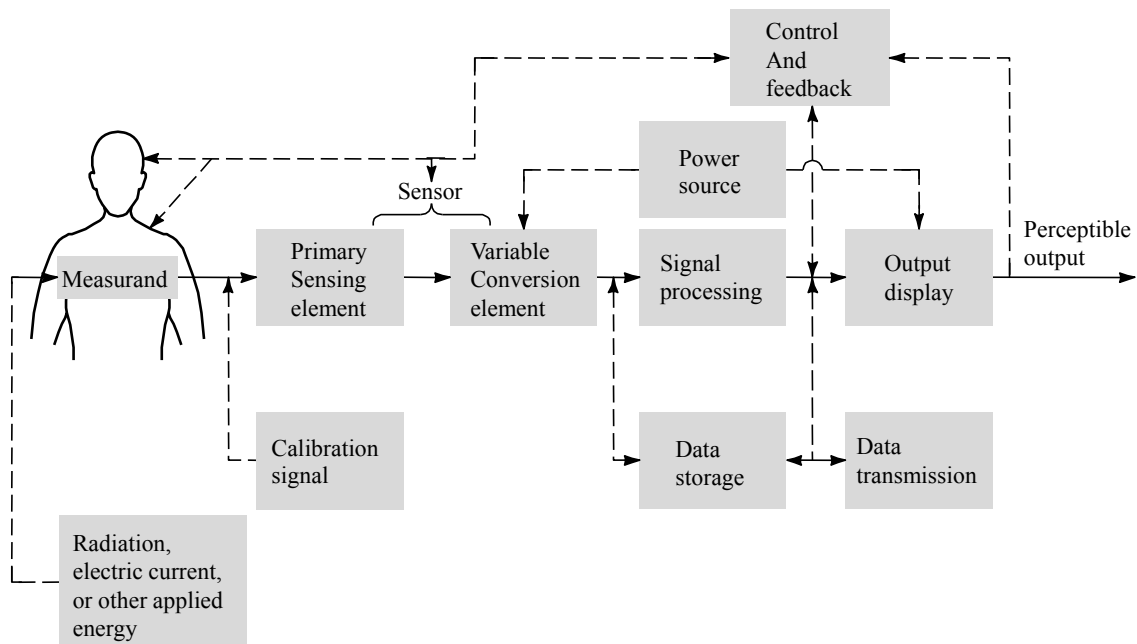 Control
And
feedback
Power
source
Sensor
Perceptible
output
Measurand
Primary
Sensing
element
Variable
Conversion
element
Signal
processing
Output
display
Calibration
signal
Data
storage
Data
transmission
Radiation,
electric current,
or other applied
energy